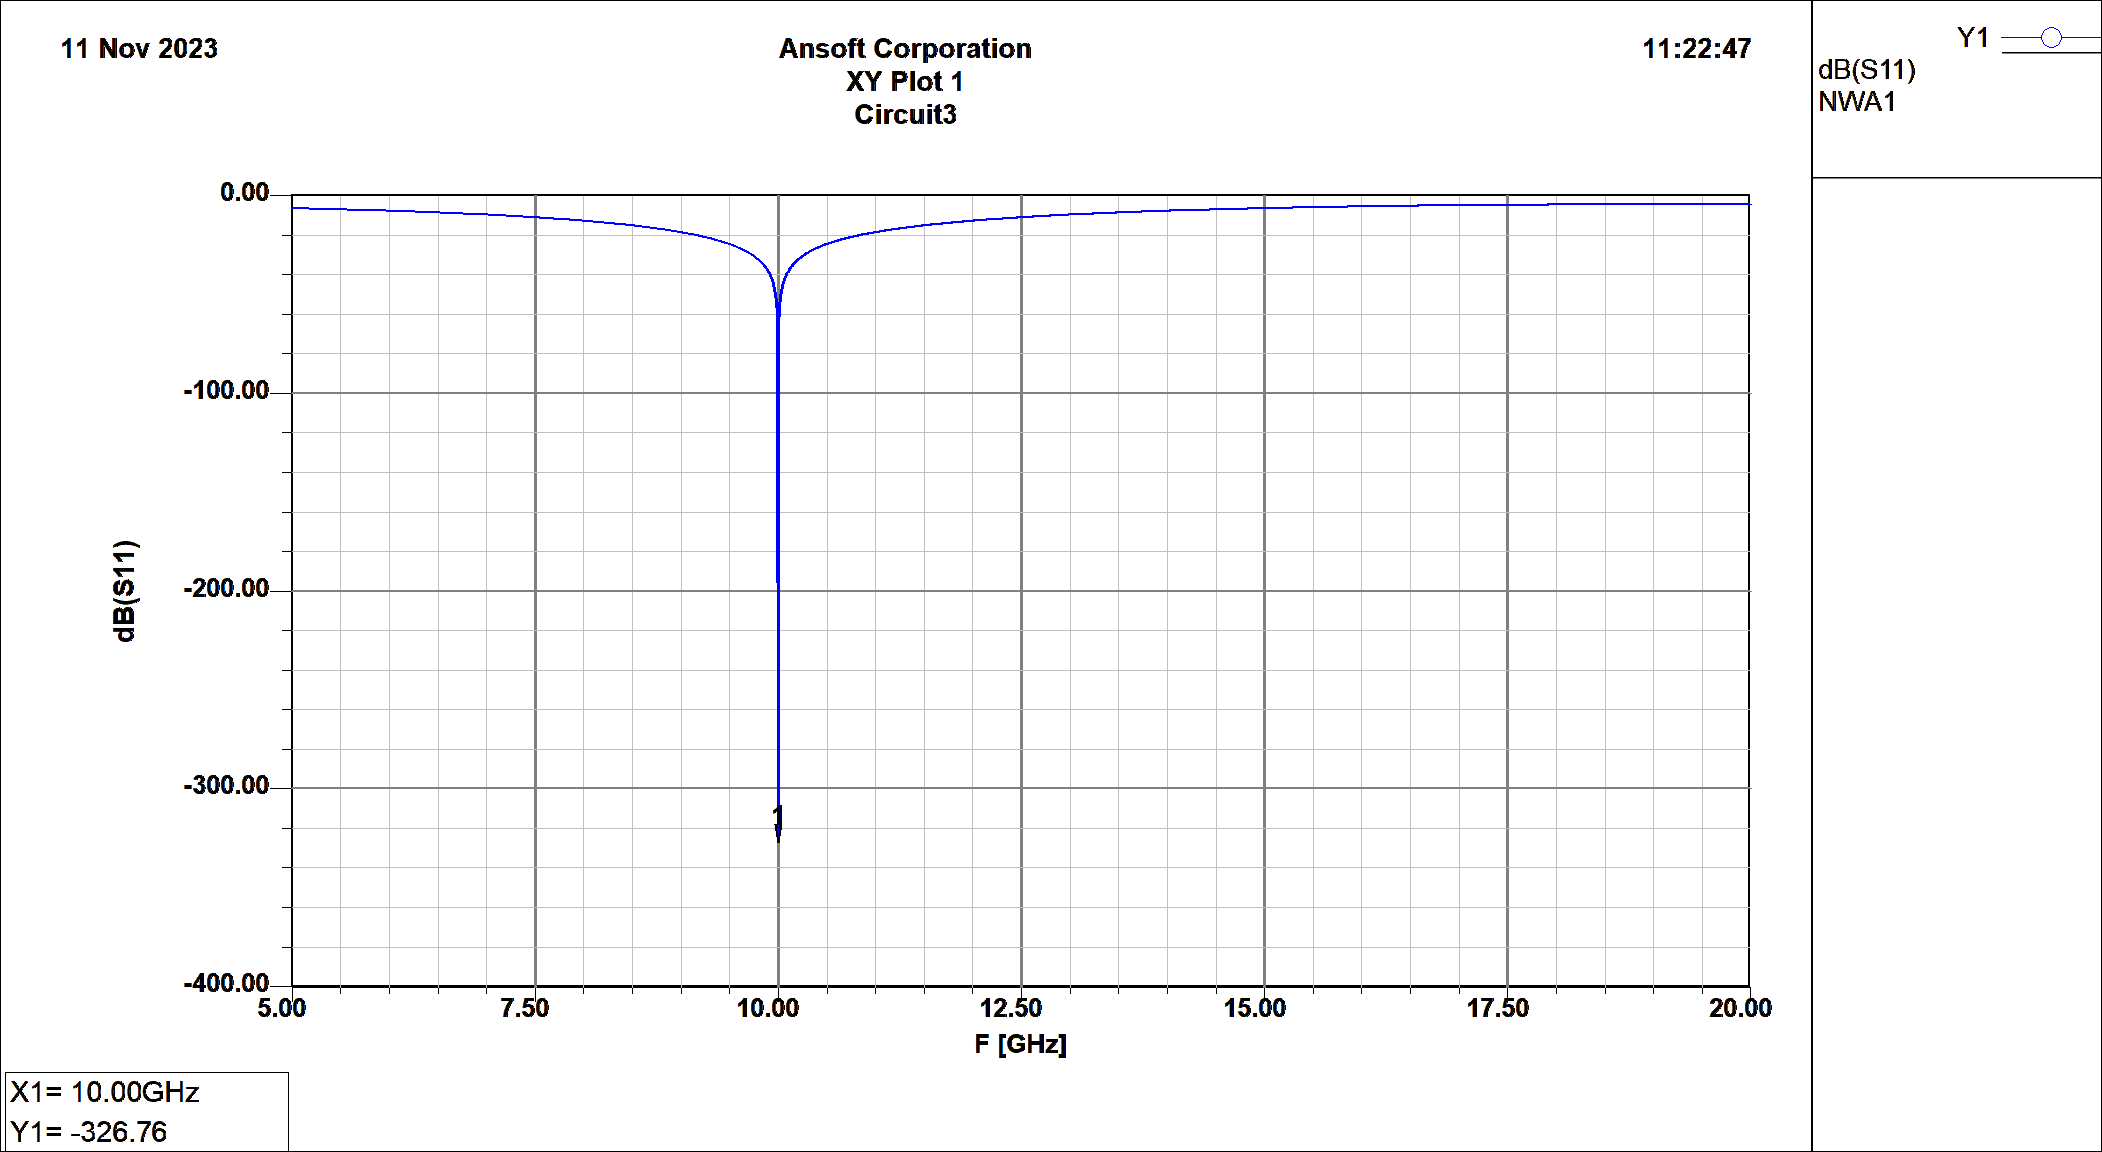 11 Nov 2023
Ansoft Corporation
11:22:47
XY Plot 1
Circuit3
Y1
dB(S11)
NWA1
0.00
-100.00
-200.00
-300.00
-400.00
dB(S11)
1
5.00
7.50
10.00
12.50
15.00
17.50
20.00
F [GHz]
X1= 10.00GHz
Y1= -326.76